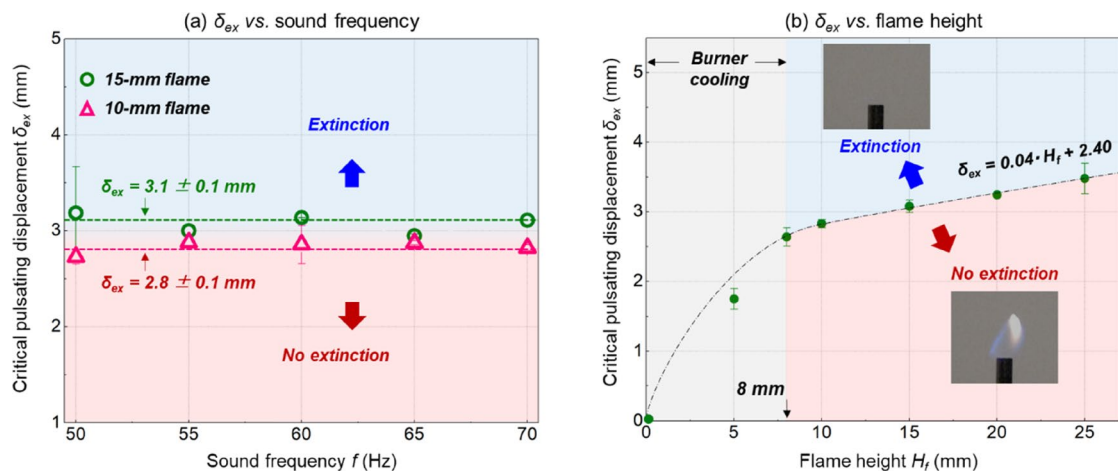 (a) δex vs. sound frequency
Critical pulsating displacement δex (mm)
5
4
3
2
1
15-mm flame
10-mm flame
Extinction
δex = 3.1 ± 0.1 mm
δex = 2.8 ± 0.1 mm
No extinction
50 55 60 65 70
Sound frequency f (Hz)
(b) δex vs. flame height
Critical pulsating displacement δex (mm)
5
4
3
2
1
0
Burner
cooling
Extinction
δex = 0.04·Hf + 2.40
No extinction
8 mm
0 5 10 15 20 25
Flame height Hf (mm)